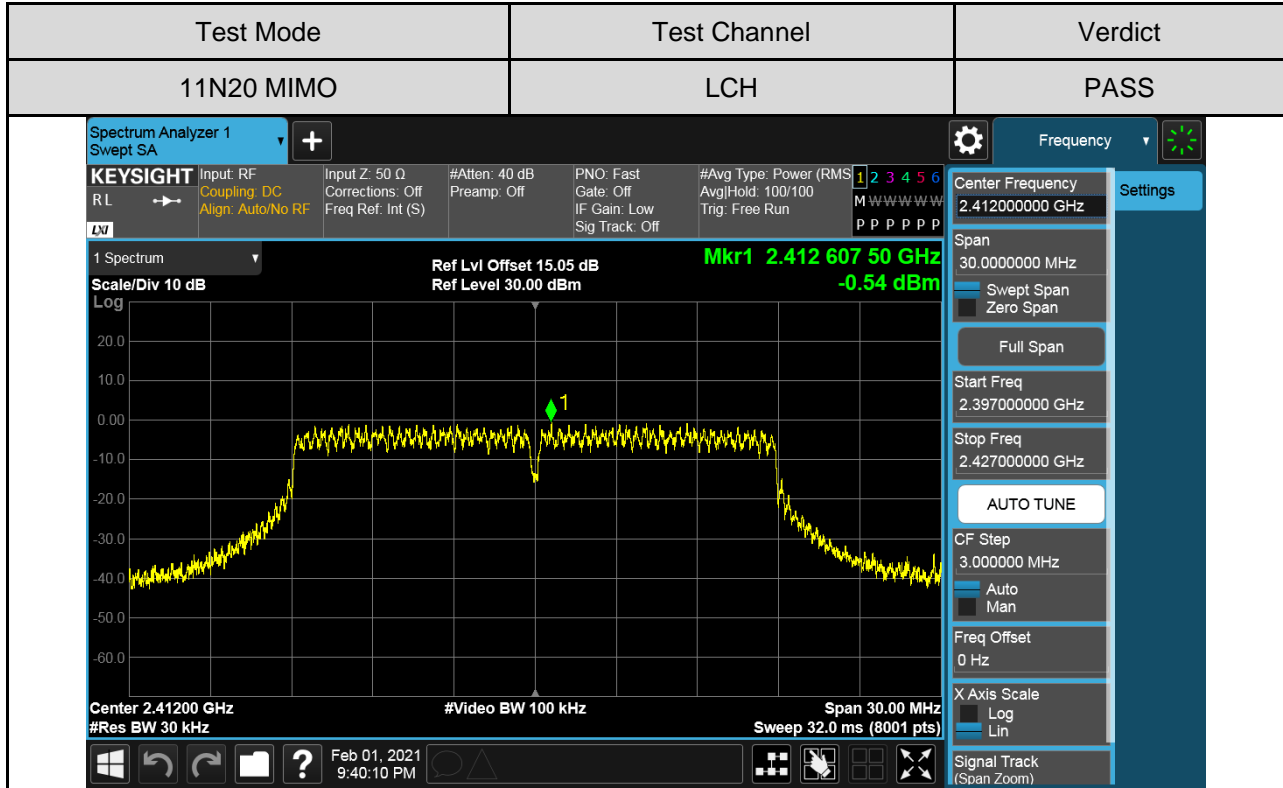 Test Mode Test Channel Verdict
11N20 MIMO LCH PASS
Spectrum Analyzer 1
Swept SA
Frequency
KEYSIGHT
R L
LXI
Input: RF
Coupling: DC
Align: Auto/No RF
Input Z: 50 Ω
Corrections: Off
Freq Ref: Int (S)
#Atten: 40 dB
Preamp: Off
PNO: Fast
Gate: Off
IF Gain: Low
Sig Track: Off
#Avg Type: Power (RMS
Avg|Hold: 100/100
Trig: Free Run
1 2 3 4 5 6
M W W W W W
P P P P P P
1 Spectrum
Scale/Div 10 dB
Ref Lvl Offset 15.05 dB
Ref Level 30.00 dBm
Mkr1 2.412 607 50 GHz
-0.54 dBm
Log
20.0
10.0
0.00
-10.0
-20.0
-30.0
-40.0
-50.0
-60.0
1
Center 2.41200 GHz
#Res BW 30 kHz
#Video BW 100 kHz
Span 30.00 MHz
Sweep 32.0 ms (8001 pts)
Feb 01, 2021
9:40:10 PM
?
Center Frequency
2.412000000 GHz
Settings
Span
30.0000000 MHz
Swept Span
Zero Span
Full Span
Start Freq
2.397000000 GHz
Stop Freq
2.427000000 GHz
AUTO TUNE
CF Step
3.000000 MHz
Auto
Man
Freq Offset
0 Hz
X Axis Scale
Log
Lin
Signal Track
(Span Zoom)